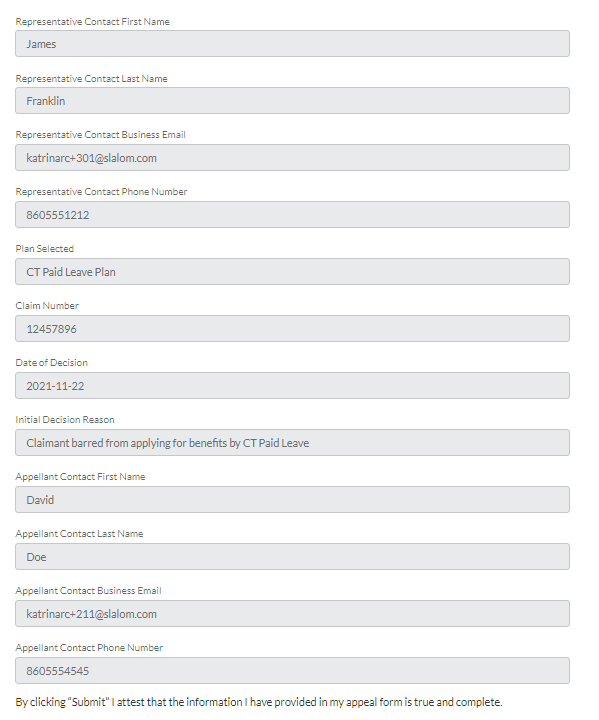 Representative Contact First Name
James
Representative Contact Last Name
Franklin
Representative Contact Business Email
katrinarc+301@slalom.com
Representative Contact Phone Number
8605551212
Plan Selected
CT Paid Leave Plan
Claim Number
12457896
Date of Decision
2021-11-22
Initial Decision Reason
Claimant barred from applying for benefits by CT Paid Leave
Appellant Contact First Name
David
Appellant Contact Last Name
Doe
Appellant Contact Business Email
katrinarc+211@slalom.com
Appellant Contact Phone Number
8605554545
By clicking “Submit” I attest that the information I have provided in my appeal form is true and complete.